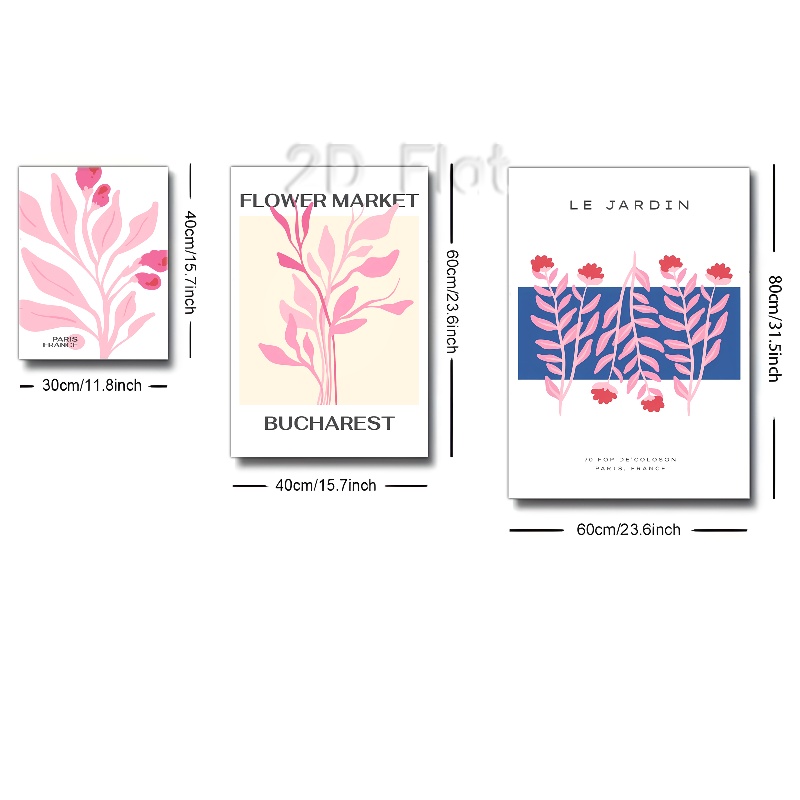 2D Flat
PARIS
FRANCE
40cm/15.7inch
30cm/11.8inch
FLOWER MARKET
BUCHAREST
60cm/23.6inch
40cm/15.7inch
LE JARDIN
PARIS, FRANCE
80cm/31.5inch
60cm/23.6inch